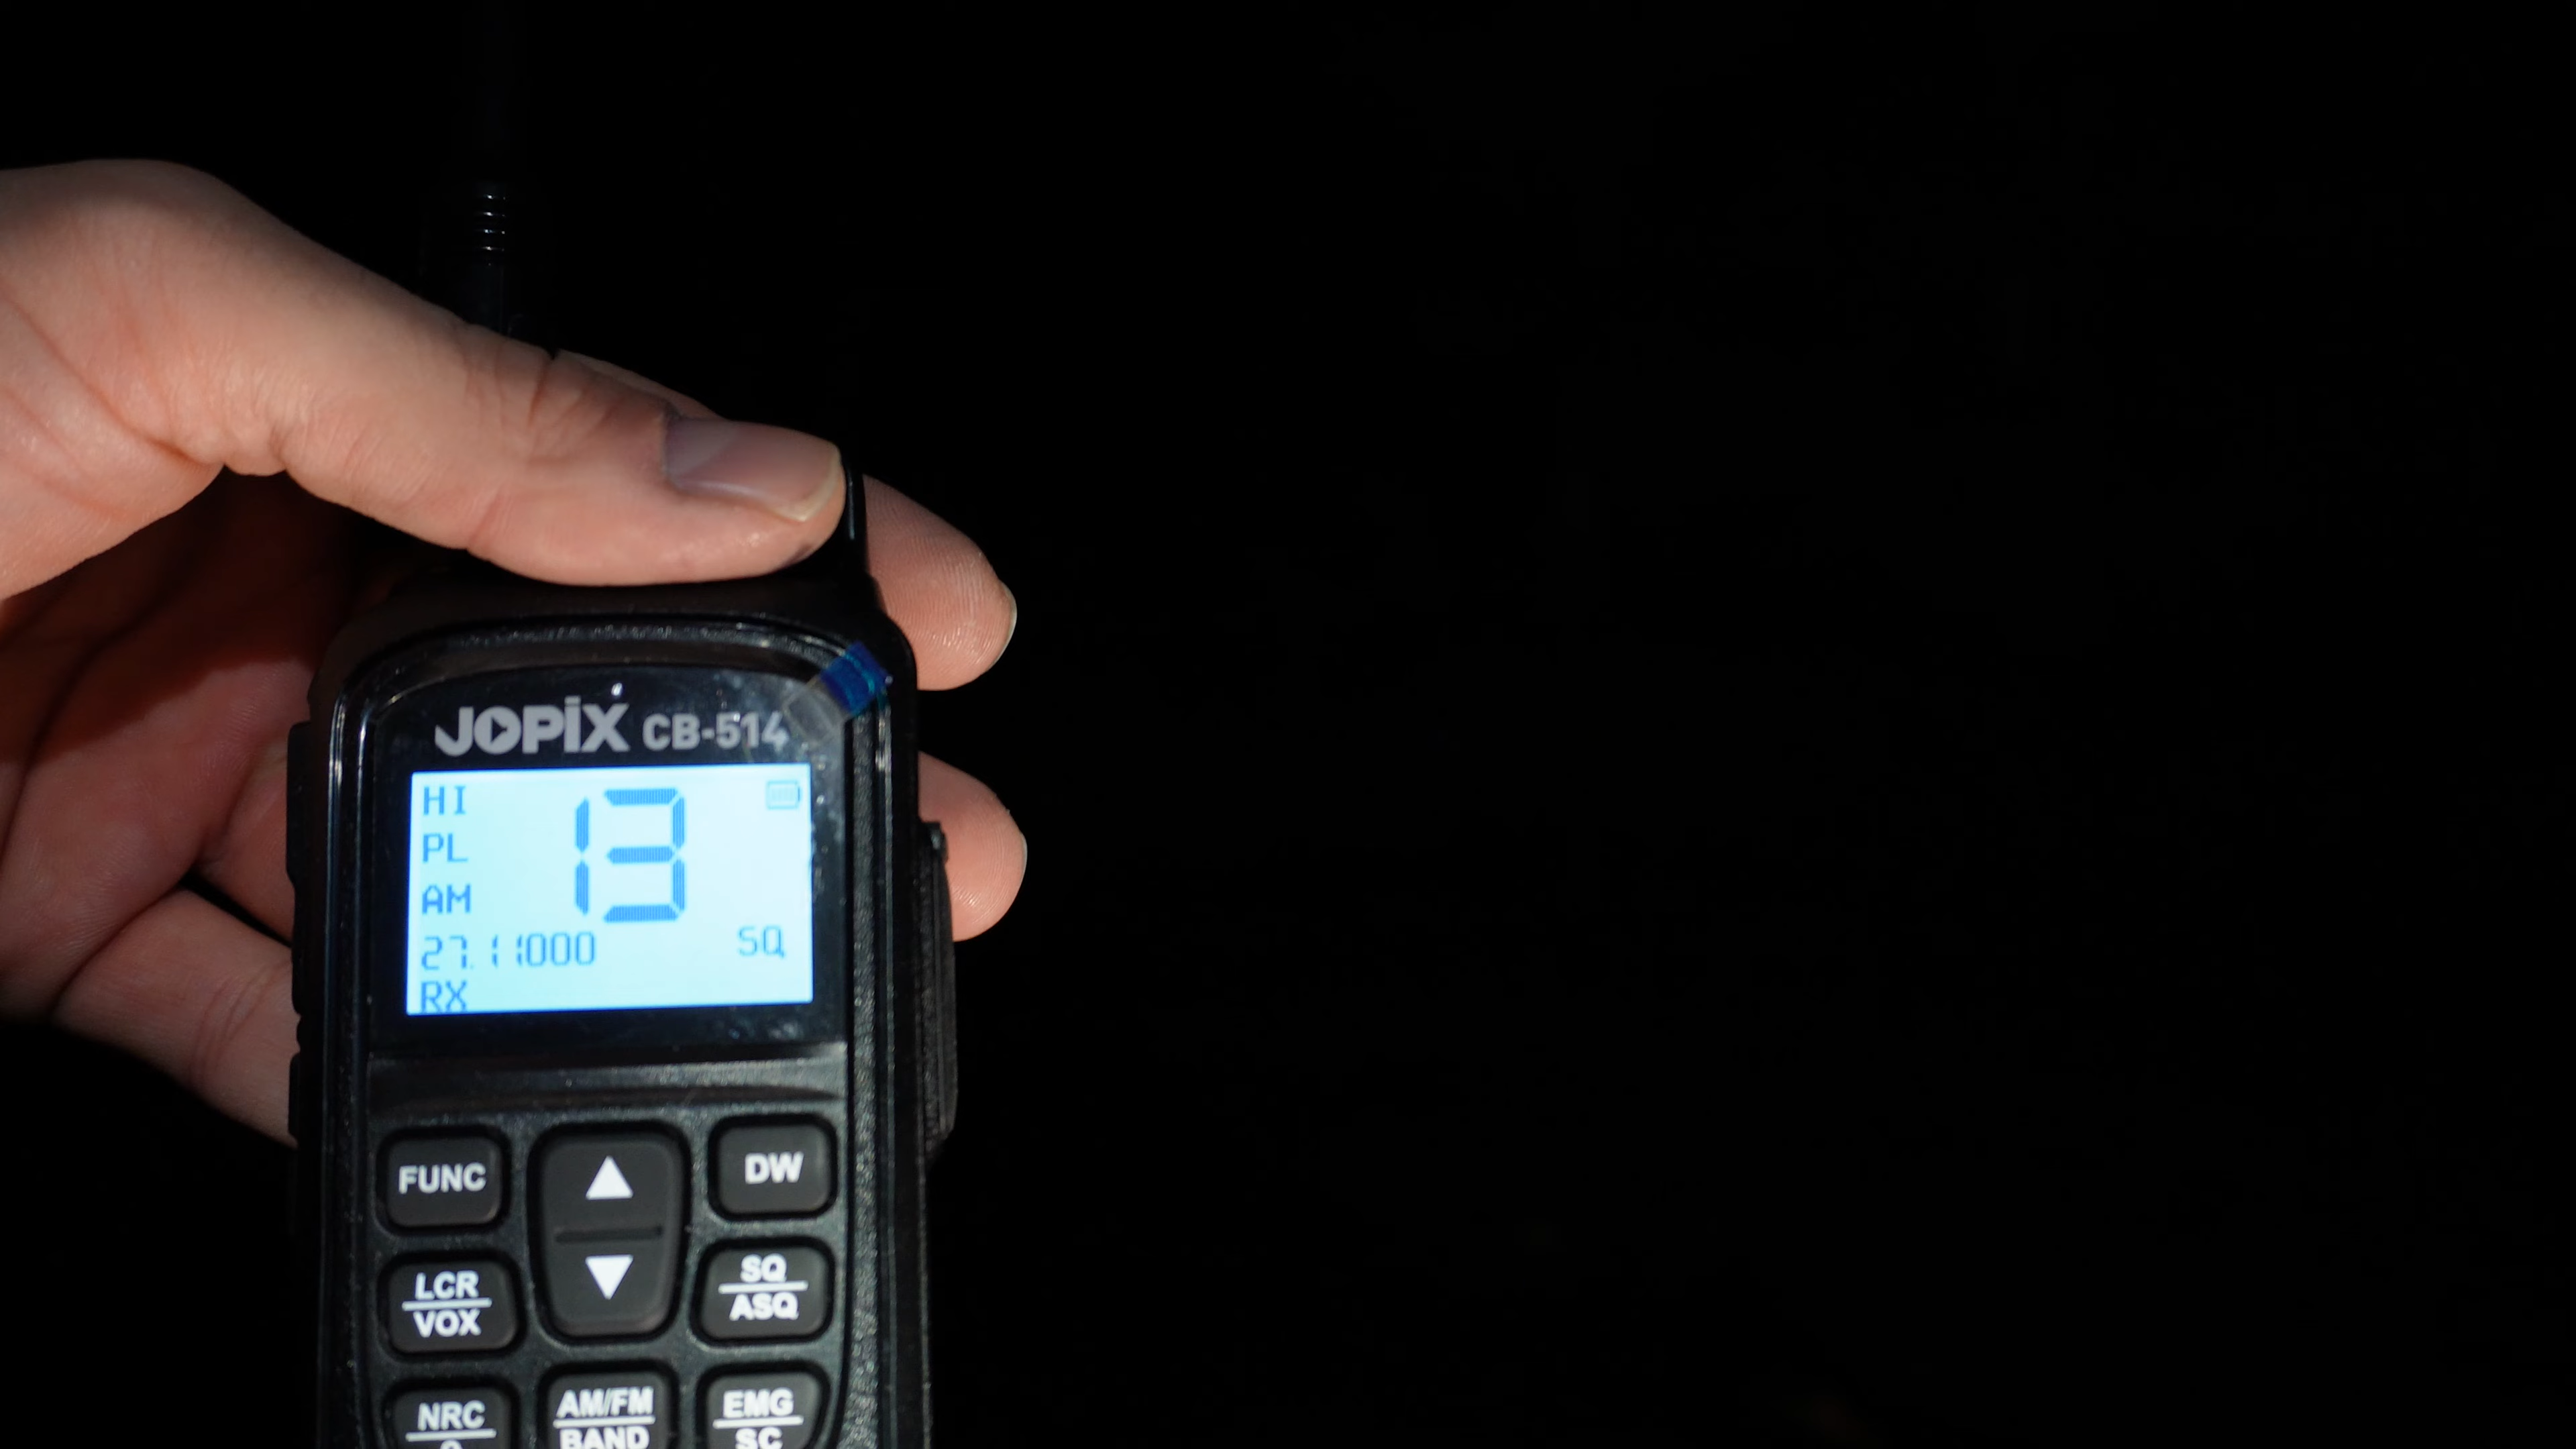 JOPiX CB-514
HI
13
PL
AM
27.11000
SQ
RX
FUNC
▲
DW
LCR
VOX
▼
SQ
ASQ
NRC
AM/FM
BAND
EMG
SC